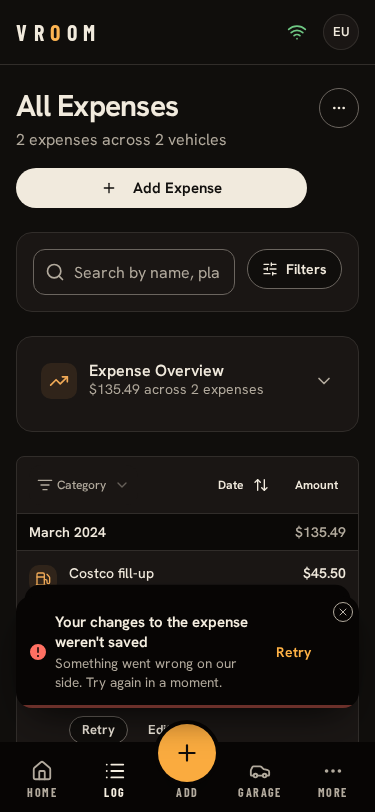 VROOM
EU
All Expenses
2 expenses across 2 vehicles
Add Expense
Search by name, pla
Filters
Expense Overview
$135.49 across 2 expenses
Category
Date
Amount
March 2024
$135.49
Costco fill-up
$45.50
Your changes to the expense
weren't saved
Something went wrong on our
side. Try again in a moment.
Retry
Retry
HOME
LOG
ADD
GARAGE
MORE